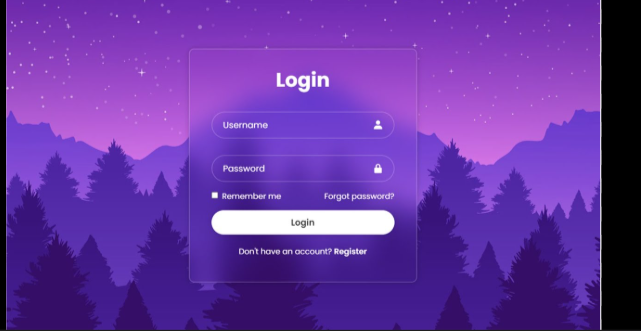 Login
Username
Password
Remember me Forgot password?
Login
Don't have an account? Register